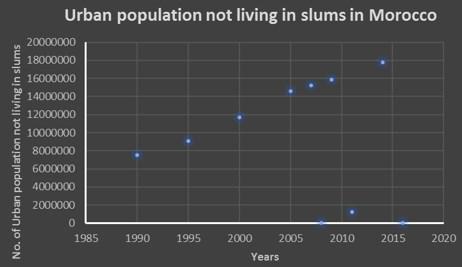 Urban population not living in slums in Morocco
No. of Urban population not living in slums
20000000
18000000
16000000
14000000
12000000
10000000
8000000
6000000
4000000
2000000
0
1985 1990 1995 2000 2005 2010 2015 2020
Years